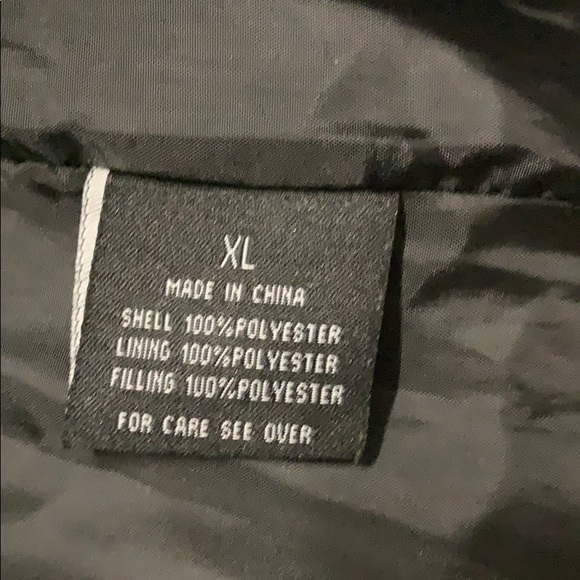 XL
MADE IN CHINA
SHELL 100%POLYESTER
LINING 100%POLYESTER
FILLING 100%POLYESTER
FOR CARE SEE OVER